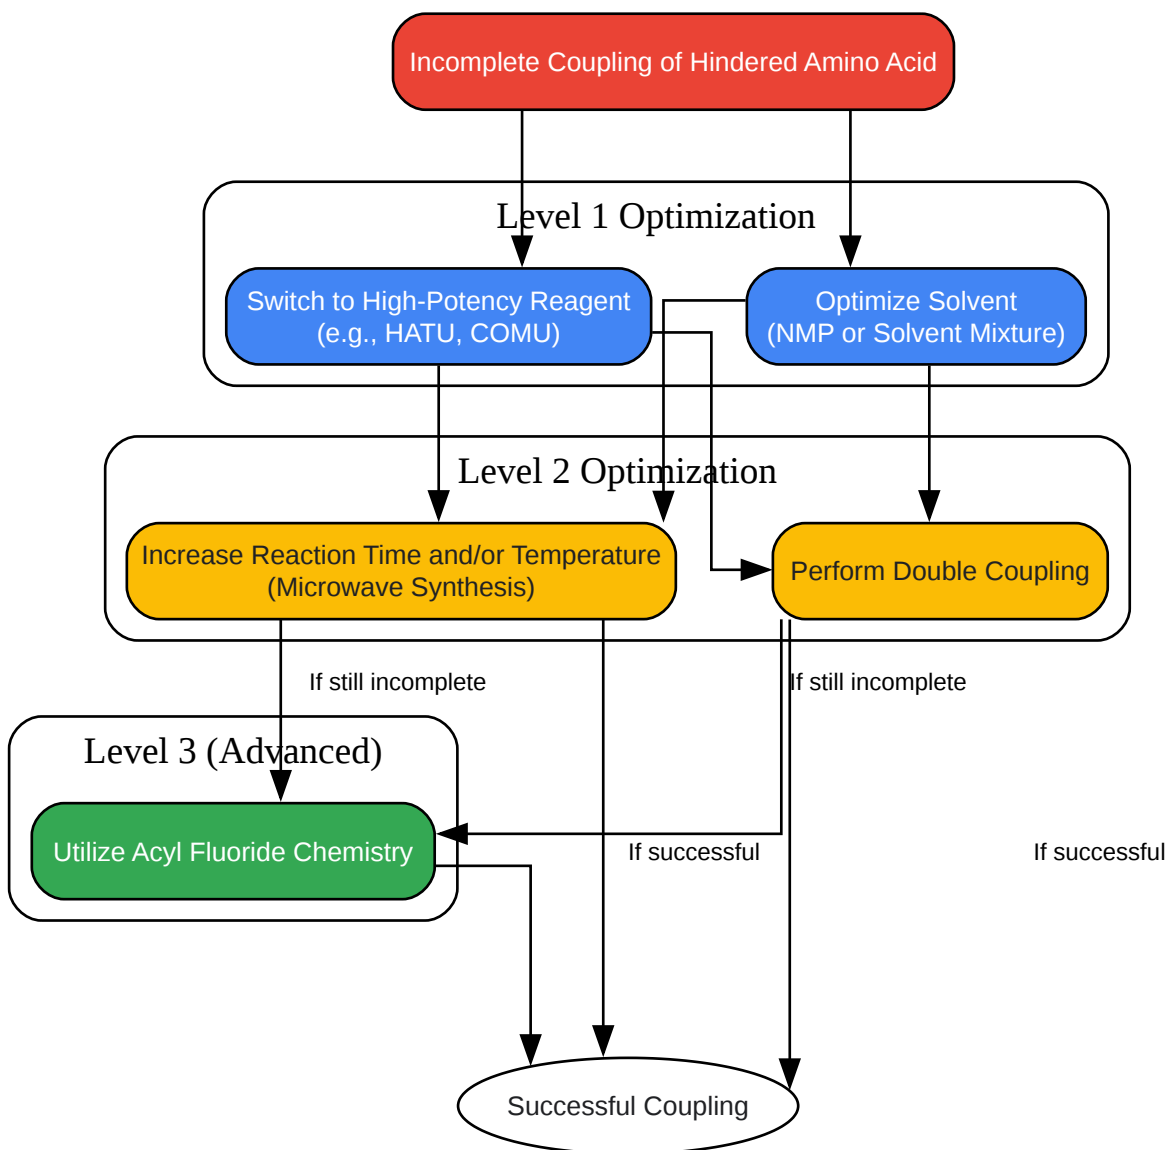 Incomplete Coupling of Hindered Amino Acid
Level 1 Optimization
Switch to High-Potency Reagent
(e.g., HATU, COMU)
Optimize Solvent
(NMP or Solvent Mixture)
Level 2 Optimization
Increase Reaction Time and/or Temperature
(Microwave Synthesis)
Perform Double Coupling
If still incomplete
If still incomplete
Level 3 (Advanced)
Utilize Acyl Fluoride Chemistry
If successful
If successful
Successful Coupling